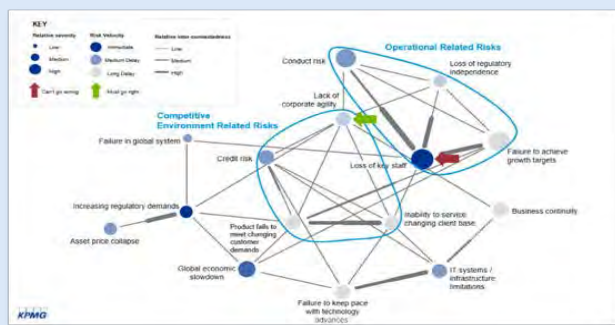 KEY
Relative severity
Risk Velocity
Relative inter-connectedness
Low
Medium
High
Immediate
Medium Delay
Long Delay
Low
Medium
High
Can't go wrong
Must go right
Operational Related Risks
Conduct risk
Loss of regulatory
independence
Lack of
corporate agility
Competitive
Environment Related Risks
Failure in global system
Credit risk
Loss of key staff
Failure to achieve
growth targets
Increasing regulatory demands
Product fails to
meet changing
customer
demands
Inability to service
changing client base
Business continuity
Asset price collapse
Global economic
slowdown
IT systems /
infrastructure
limitations
Failure to keep pace
with technology
advances
KPMG